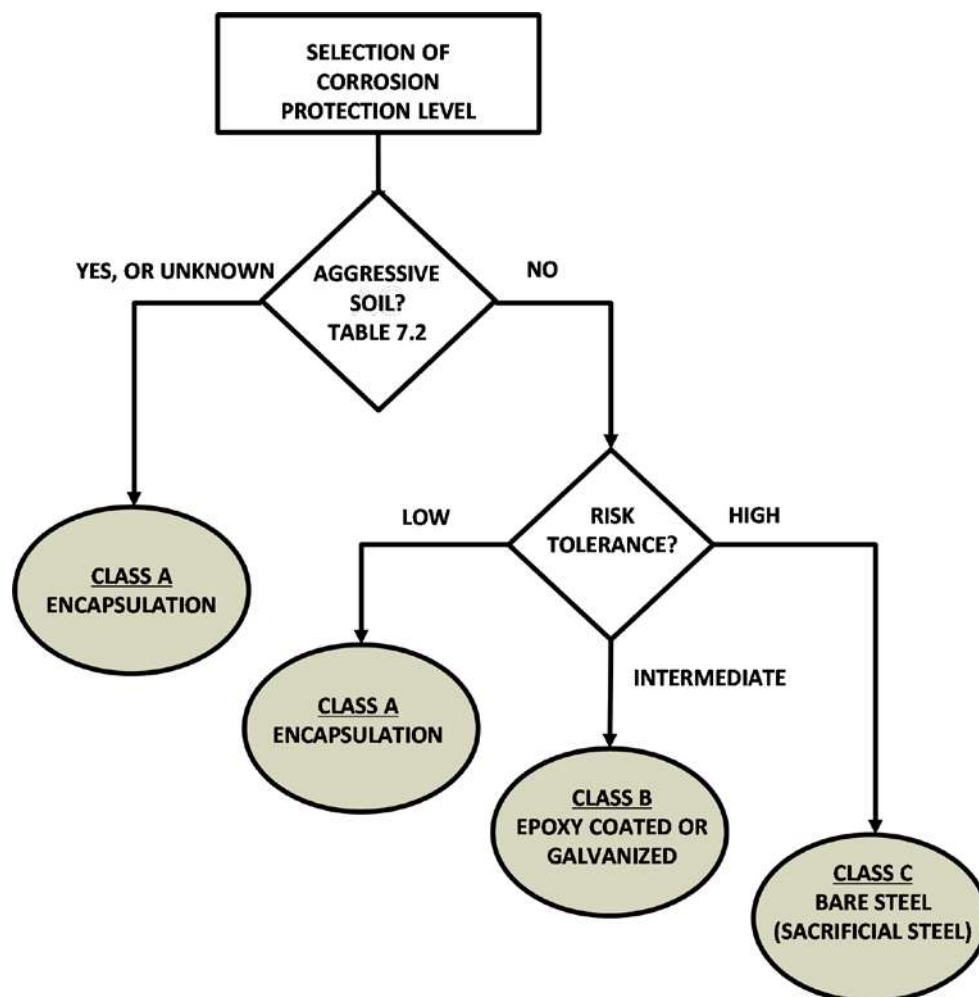 SELECTION OF
CORROSION
PROTECTION LEVEL
YES, OR UNKNOWN
AGGRESSIVE
SOIL?
TABLE 7.2
NO
LOW
RISK
TOLERANCE?
HIGH
CLASS A
ENCAPSULATION
CLASS A
ENCAPSULATION
INTERMEDIATE
CLASS B
EPOXY COATED OR
GALVANIZED
CLASS C
BARE STEEL
(SACRIFICIAL STEEL)